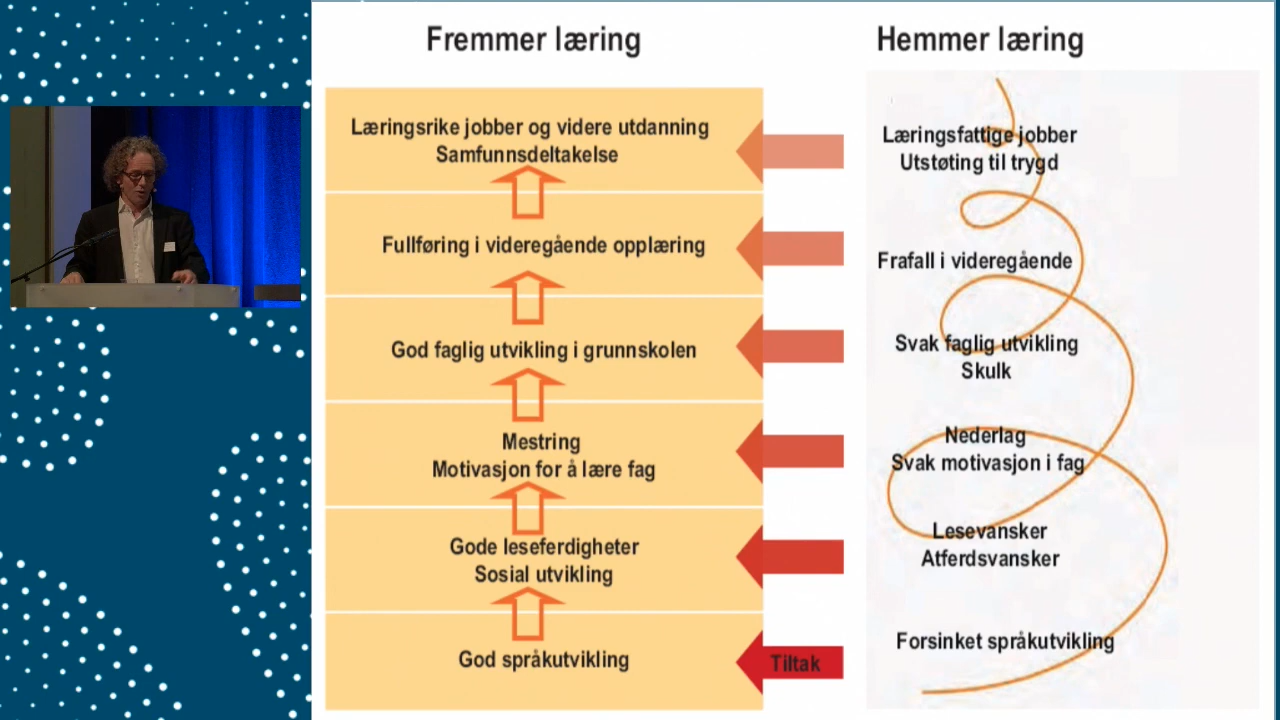 Fremmer læring
Læringsrike jobber og videre utdanning
Samfunnsdeltakelse
Fullføring i videregående opplæring
God faglig utvikling i grunnskolen
Mestring
Motivasjon for å lære fag
Gode leseferdigheter
Sosial utvikling
God språkutvikling
Tiltak
Hemmer læring
Læringsfattige jobber
Utstøting til trygd
Frafall i videregående
Svak faglig utvikling
Skulk
Nederlag
Svak motivasjon i fag
Lesevansker
Atferdsvansker
Forsinket språkutvikling